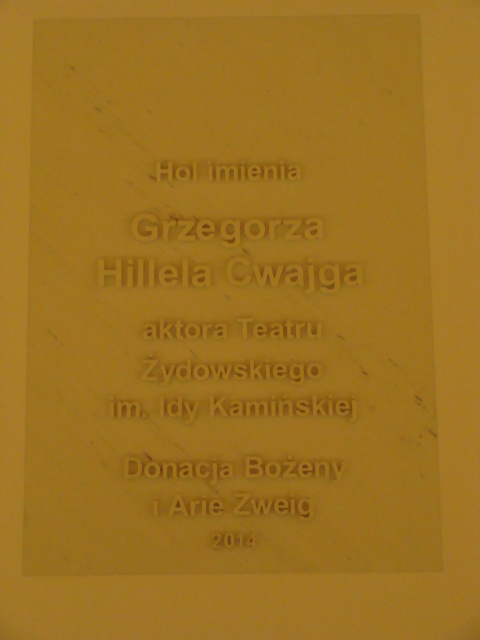 Hol imienia
Grzegorza
Hillela Cwajga
aktora Teatru
Żydowskiego
im. Idy Kamińskiej
Donacja Bożeny
i Arie Zweig
2014